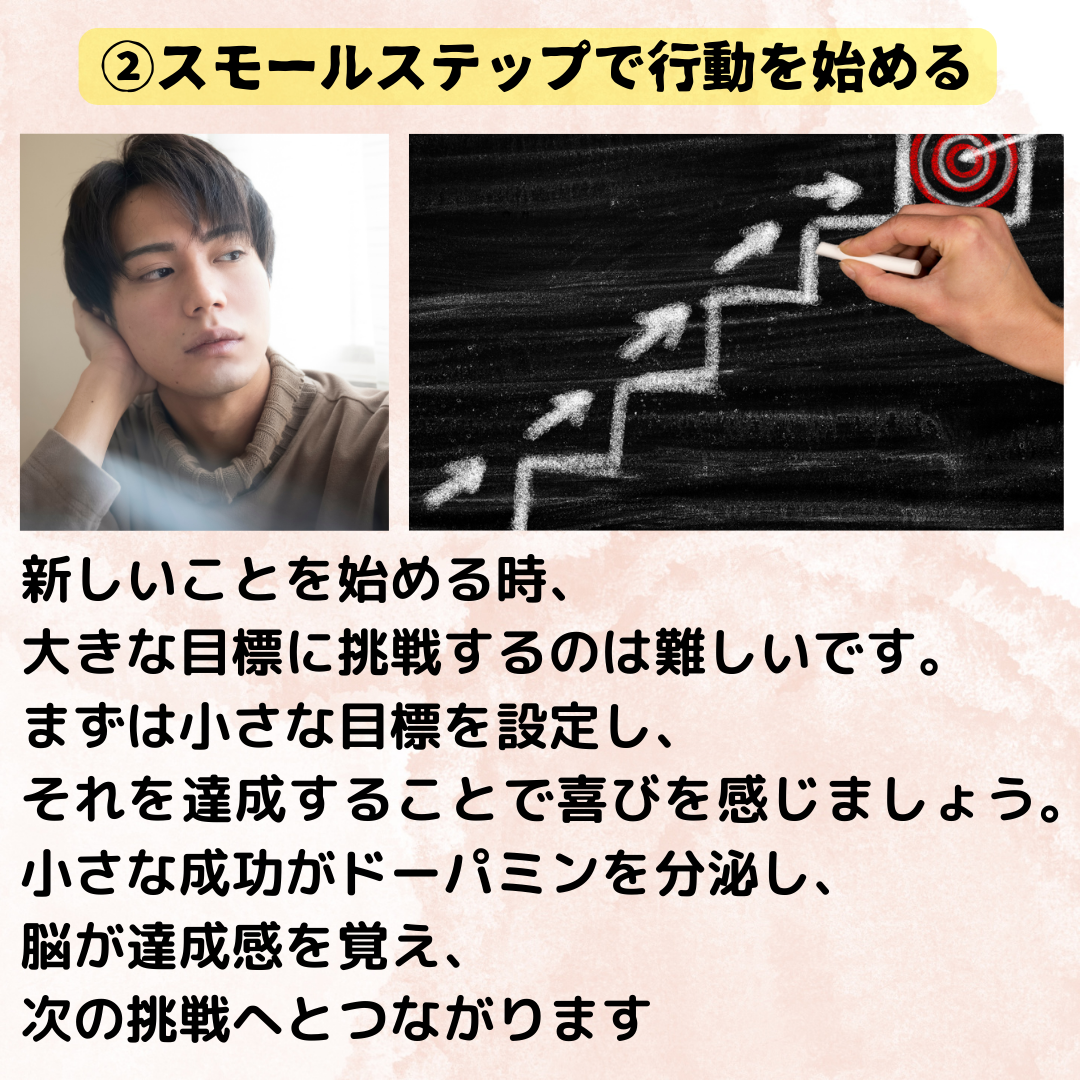 ②スモールステップで行動を始める
新しいことを始める時、
大きな目標に挑戦するのは難しいです。
まずは小さな目標を設定し、
それを達成することで喜びを感じましょう。
小さな成功がドーパミンを分泌し、
脳が達成感を覚え、
次の挑戦へとつながります